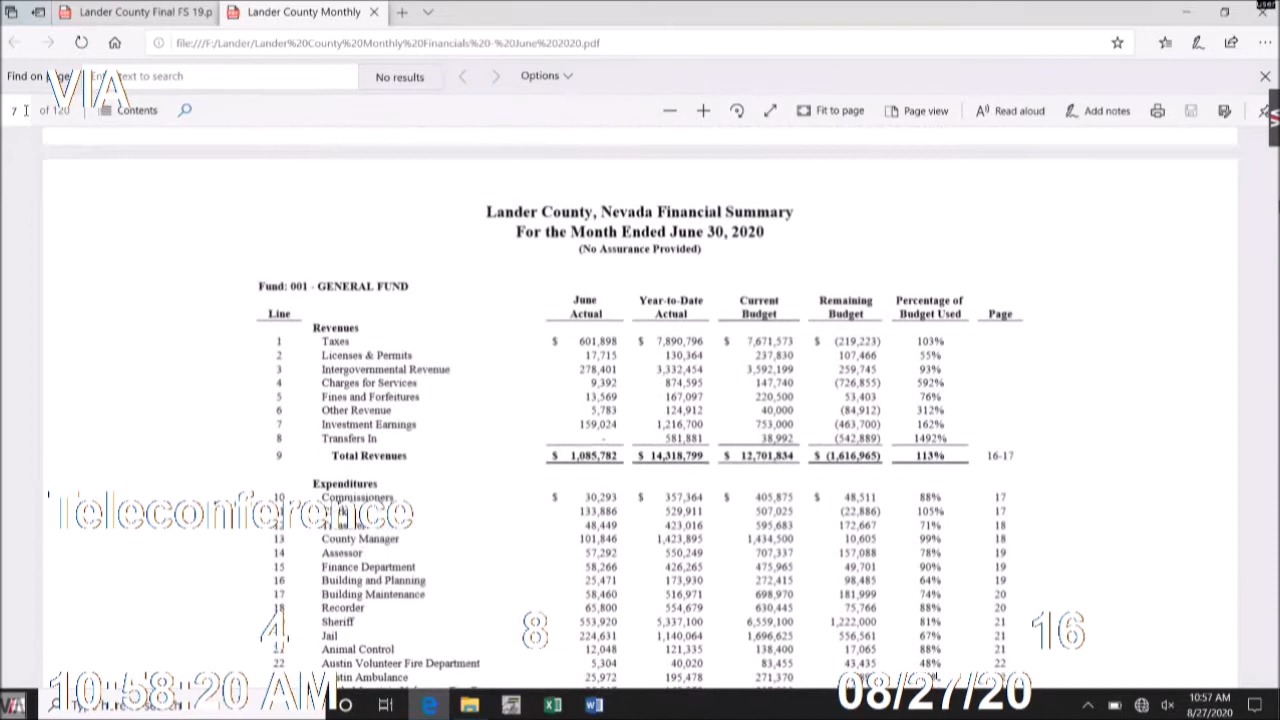 Lander County Final FS 19.p
Lander County Monthly
file:///F:/Lander/Lander%20County%20Monthly%20Financials%20-%20June%202020.pdf
Find on
text to search
No results
Options
VIA
7 of 120
Contents
Fit to page
Page view
Read aloud
Add notes
Lander County, Nevada Financial Summary
For the Month Ended June 30, 2020
(No Assurance Provided)
Fund: 001 - GENERAL FUND
June Year-to-Date Current Remaining Percentage of
Line Actual Actual Budget Budget Budget Used Page
Revenues
1 Taxes $ 601,898 $ 7,890,796 $ 7,671,573 $ (219,223) 103%
2 Licenses & Permits 17,715 130,364 237,830 107,466 55%
3 Intergovernmental Revenue 278,401 3,332,454 3,592,199 259,745 93%
4 Charges for Services 9,392 874,595 147,740 (726,855) 592%
5 Fines and Forfeitures 13,569 167,097 220,500 53,403 76%
6 Other Revenue 5,783 124,912 40,000 (84,912) 312%
7 Investment Earnings 159,024 1,216,700 753,000 (463,700) 162%
8 Transfers In - 581,881 38,992 (542,889) 1492%
9 Total Revenues $ 1,085,782 $ 14,318,799 $ 12,701,834 $ (1,616,965) 113% 16-17
Expenditures
10 Commissioners $ 30,293 $ 357,364 $ 405,875 $ 48,511 88% 17
133,886 529,911 507,025 (22,886) 105% 17
Teleconference
48,449 423,016 595,683 172,667 71% 18
13 County Manager 101,846 1,423,895 1,434,500 10,605 99% 18
14 Assessor 57,292 550,249 707,337 157,088 78% 19
15 Finance Department 58,266 426,265 475,965 49,701 90% 19
16 Building and Planning 25,471 173,930 272,415 98,485 64% 19
17 Building Maintenance 58,460 516,971 698,970 181,999 74% 20
18 Recorder 65,800 554,679 630,445 75,766 88% 20
Sheriff 553,920 5,337,100 6,559,100 1,222,000 81% 21
4 8 16
Jail 224,631 1,140,064 1,696,625 556,561 67% 21
Animal Control 12,048 121,335 138,400 17,065 88% 21
22 Austin Volunteer Fire Department 5,304 40,020 83,455 43,435 48% 22
Ambulance 25,972 195,478 271,370
10:58:20 AM
08/27/20
10:57 AM
8/27/2020